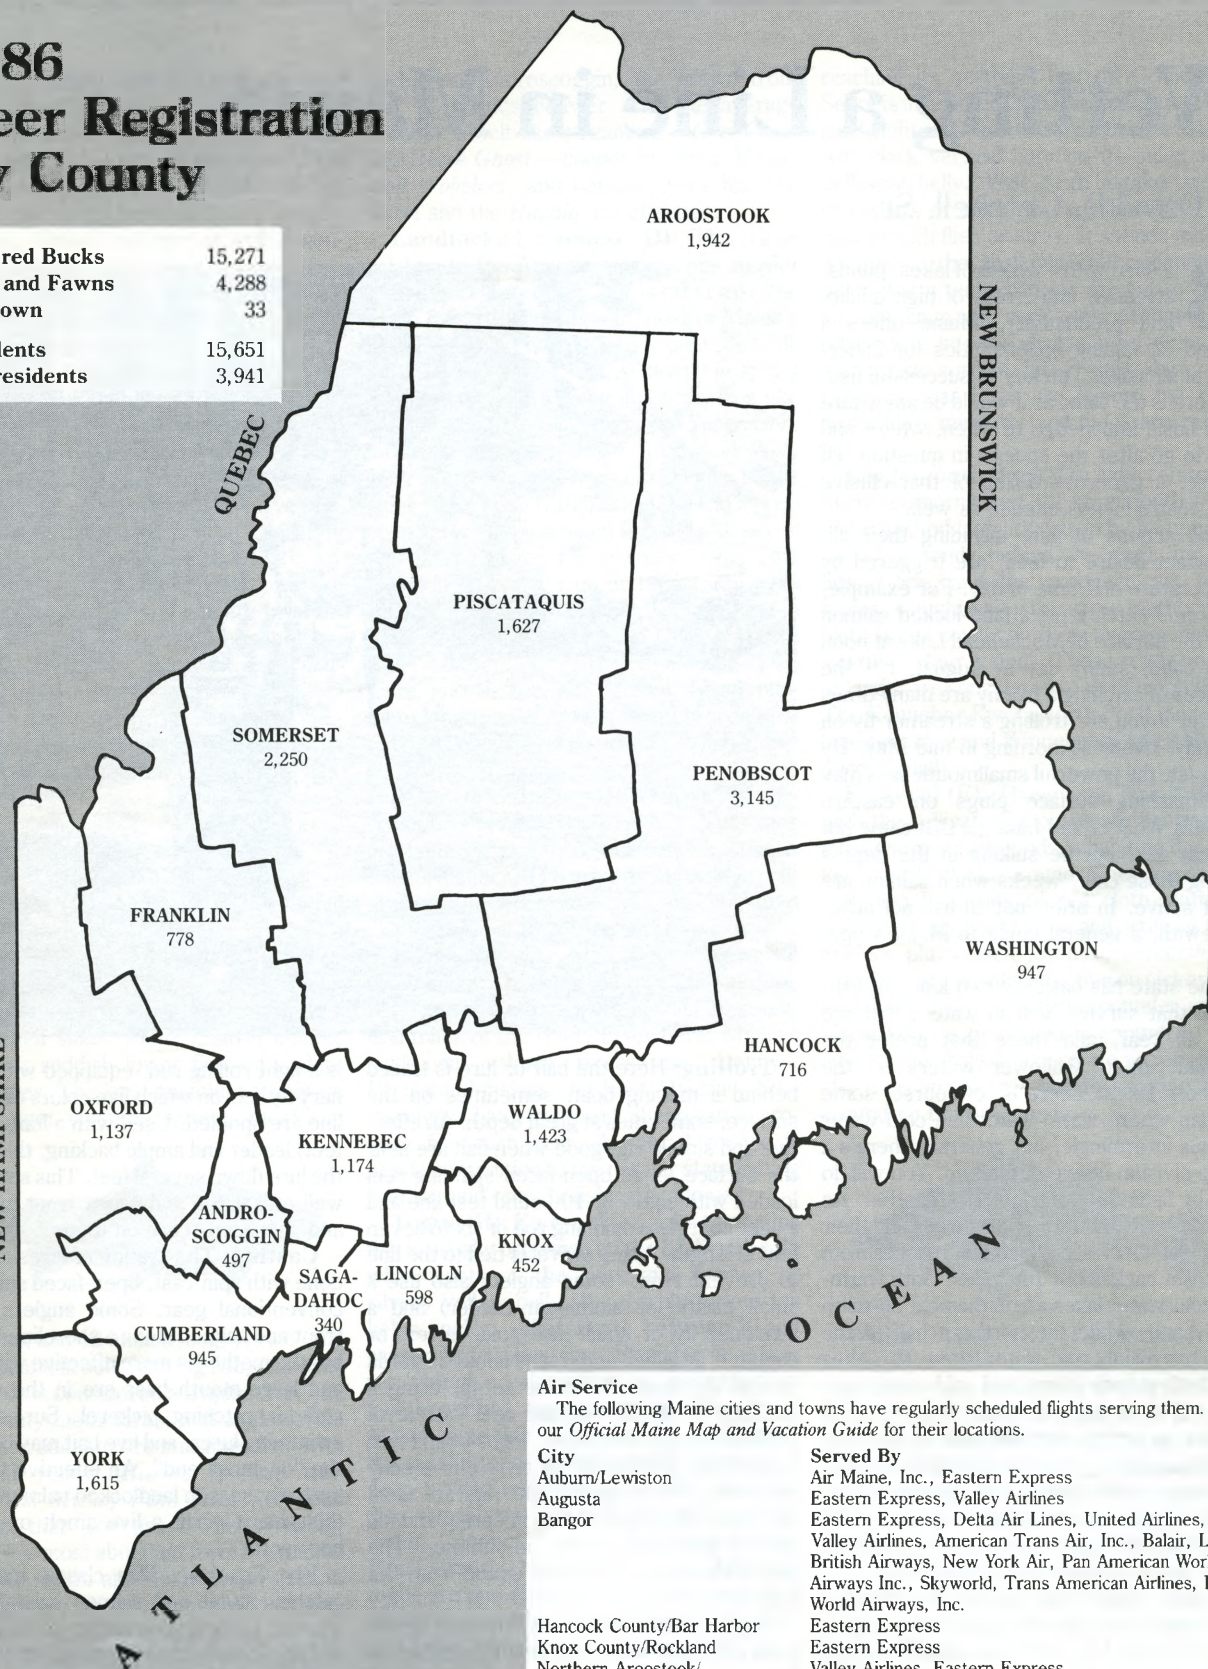 86
eer Registration
y County
red Bucks 15,271
and Fawns 4,288
own 33
lents 15,651
residents 3,941
AROOSTOOK
1,942
NEW BRUNSWICK
QUEBEC
PISCATAQUIS
1,627
SOMERSET
2,250
PENOBSCOT
3,145
FRANKLIN
778
WASHINGTON
947
HANCOCK
716
OXFORD
1,137
WALDO
1,423
KENNEBEC
1,174
NEW HAMPSHIRE
ANDRO-
SCOGGIN
497
KNOX
452
SAGA-
DAHOC
340
LINCOLN
598
CUMBERLAND
945
YORK
1,615
ATLANTIC OCEAN
Air Service
The following Maine cities and towns have regularly scheduled flights serving them.
our Official Maine Map and Vacation Guide for their locations.
City Served By
Auburn/Lewiston Air Maine, Inc., Eastern Express
Augusta Eastern Express, Valley Airlines
Bangor Eastern Express, Delta Air Lines, United Airlines,
Valley Airlines, American Trans Air, Inc., Balair, L
British Airways, New York Air, Pan American Worl
Airways Inc., Skyworld, Trans American Airlines,
World Airways, Inc.
Hancock County/Bar Harbor Eastern Express
Knox County/Rockland Eastern Express
Northern Aroostook/ Valley Airlines, Eastern Express